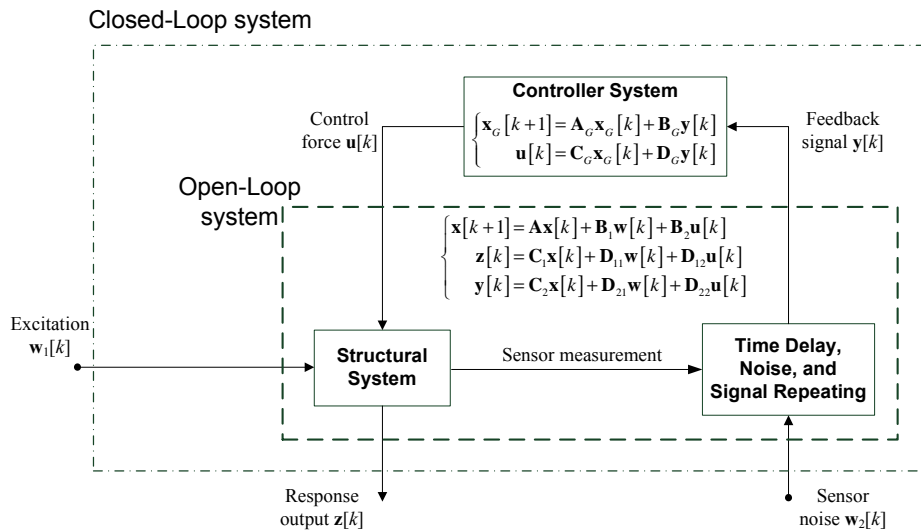 Closed-Loop system
Controller System
x_G[k+1] = A_G x_G[k] + B_G y[k]
u[k] = C_G x_G[k] + D_G y[k]
Control
force u[k]
Feedback
signal y[k]
Open-Loop
system
x[k+1] = Ax[k] + B_1 w[k] + B_2 u[k]
z[k] = C_1 x[k] + D_11 w[k] + D_12 u[k]
y[k] = C_2 x[k] + D_21 w[k] + D_22 u[k]
Excitation
w_1[k]
Structural
System
Sensor measurement
Time Delay,
Noise, and
Signal Repeating
Response
output z[k]
Sensor
noise w_2[k]